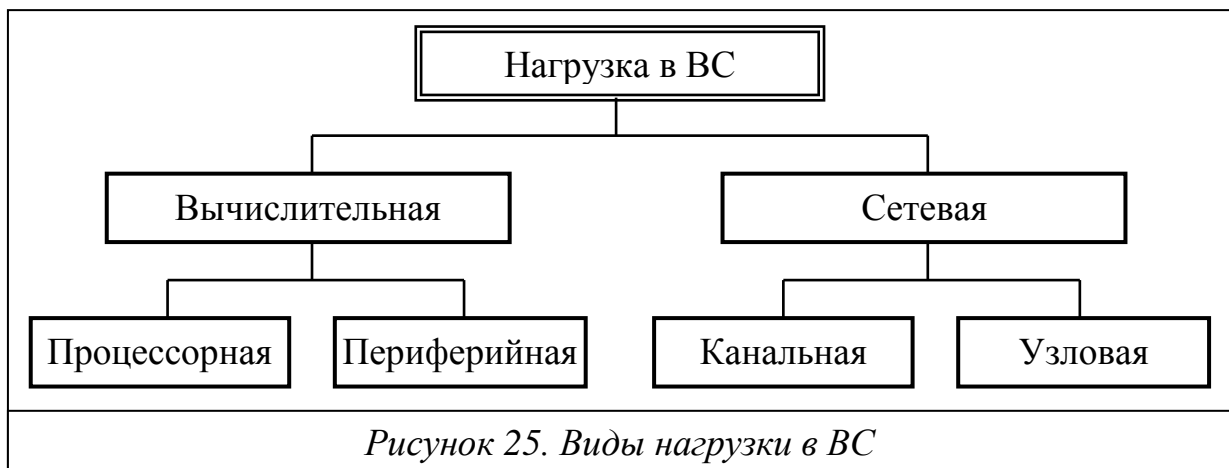 Нагрузка в ВС
Вычислительная
Сетевая
Процессорная
Периферийная
Канальная
Узловая
Рисунок 25. Виды нагрузки в ВС